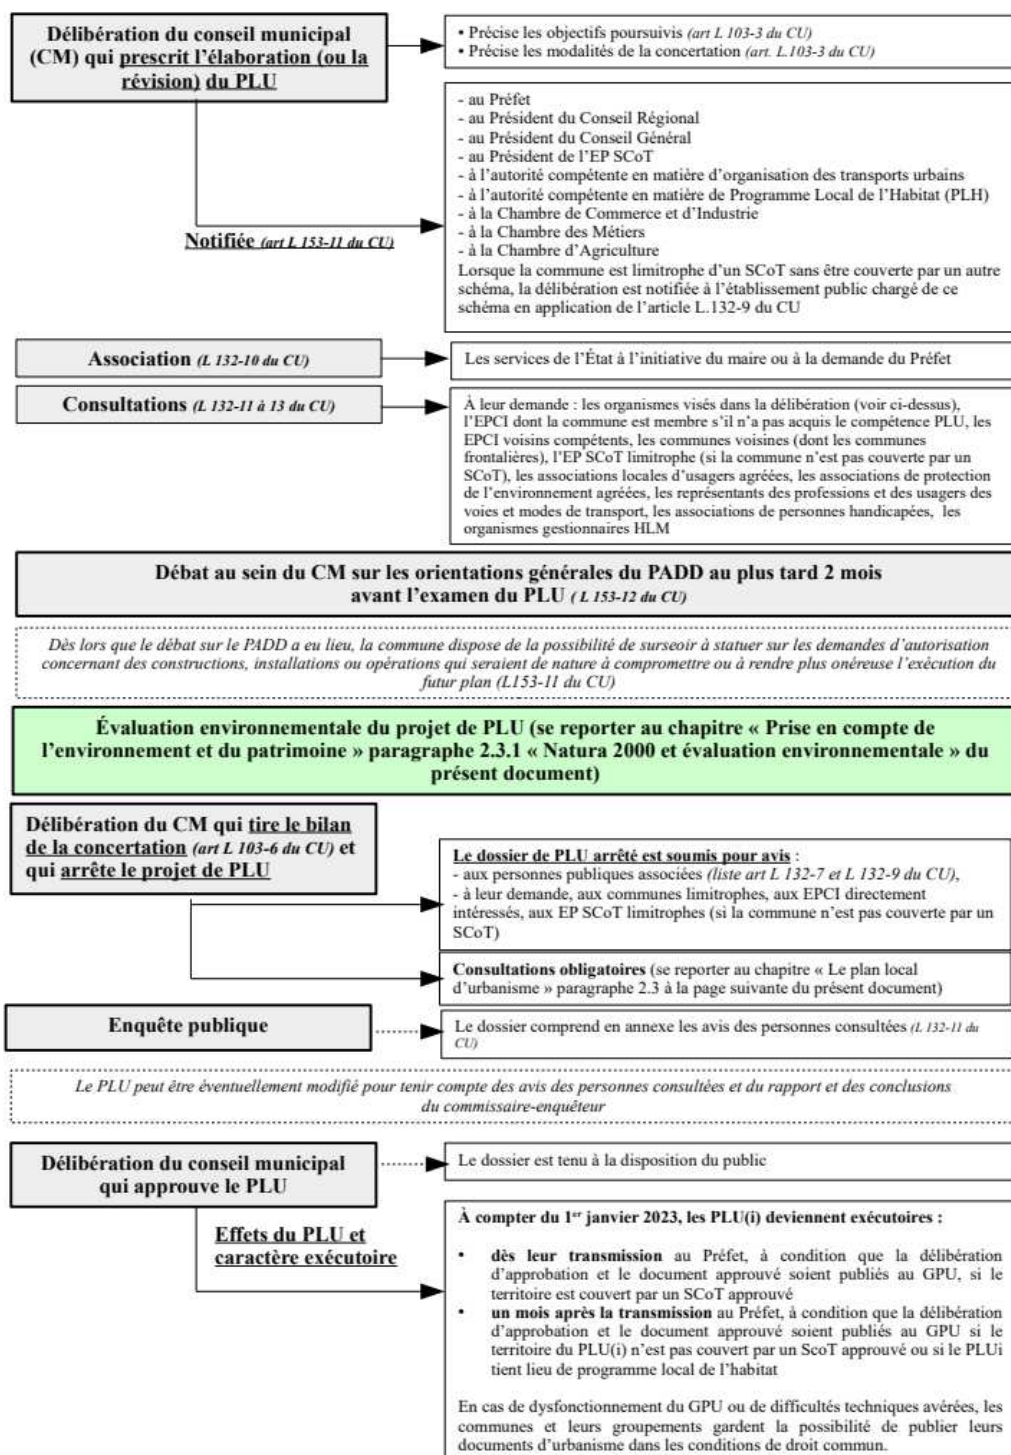 Délibération du conseil municipal
(CM) qui prescrit l'élaboration (ou la
révision) du PLU
• Précise les objectifs poursuivis (art L 103-3 du CU)
• Précise les modalités de la concertation (art. L.103-3 du CU)
Notifiée (art L 153-11 du CU)
- au Préfet
- au Président du Conseil Régional
- au Président du Conseil Général
- au Président de l'EP SCoT
- à l'autorité compétente en matière d'organisation des transports urbains
- à l'autorité compétente en matière de Programme Local de l'Habitat (PLH)
- à la Chambre de Commerce et d'Industrie
- à la Chambre des Métiers
- à la Chambre d'Agriculture
Lorsque la commune est limitrophe d'un SCoT sans être couverte par un autre
schéma, la délibération est notifiée à l'établissement public chargé de ce
schéma en application de l'article L.132-9 du CU
Association (L 132-10 du CU)
Les services de l'État à l'initiative du maire ou à la demande du Préfet
Consultations (L 132-11 à 13 du CU)
À leur demande : les organismes visés dans la délibération (voir ci-dessus),
l'EPCI dont la commune est membre s'il n'a pas acquis le compétence PLU, les
EPCI voisins compétents, les communes voisines (dont les communes
frontalières), l'EP SCoT limitrophe (si la commune n'est pas couverte par un
SCoT), les associations locales d'usagers agréées, les associations de protection
de l'environnement agréées, les représentants des professions et des usagers des
voies et modes de transport, les associations de personnes handicapées, les
organismes gestionnaires HLM
Débat au sein du CM sur les orientations générales du PADD au plus tard 2 mois
avant l'examen du PLU ( L 153-12 du CU)
Dès lors que le débat sur le PADD a eu lieu, la commune dispose de la possibilité de surseoir à statuer sur les demandes d'autorisation
concernant des constructions, installations ou opérations qui seraient de nature à compromettre ou à rendre plus onéreuse l'exécution du
futur plan (L153-11 du CU)
Évaluation environnementale du projet de PLU (se reporter au chapitre « Prise en compte de
l'environnement et du patrimoine » paragraphe 2.3.1 « Natura 2000 et évaluation environnementale » du
présent document)
Délibération du CM qui tire le bilan
de la concertation (art L 103-6 du CU) et
qui arrête le projet de PLU
Le dossier de PLU arrêté est soumis pour avis :
- aux personnes publiques associées (liste art L 132-7 et L 132-9 du CU),
- à leur demande, aux communes limitrophes, aux EPCI directement
intéressés, aux EP SCoT limitrophes (si la commune n'est pas couverte par un
SCoT)
Consultations obligatoires (se reporter au chapitre « Le plan local
d'urbanisme » paragraphe 2.3 à la page suivante du présent document)
Enquête publique
Le dossier comprend en annexe les avis des personnes consultées (L 132-11 du
CU)
Le PLU peut être éventuellement modifié pour tenir compte des avis des personnes consultées et du rapport et des conclusions
du commissaire-enquêteur
Délibération du conseil municipal
qui approuve le PLU
Le dossier est tenu à la disposition du public
Effets du PLU et
caractère exécutoire
À compter du 1er janvier 2023, les PLU(i) deviennent exécutoires :
• dès leur transmission au Préfet, à condition que la délibération
d'approbation et le document approuvé soient publiés au GPU, si le
territoire est couvert par un SCoT approuvé
• un mois après la transmission au Préfet, à condition que la délibération
d'approbation et le document approuvé soient publiés au GPU si le
territoire du PLU(i) n'est pas couvert par un ScoT approuvé ou si le PLUi
tient lieu de programme local de l'habitat
En cas de dysfonctionnement du GPU ou de difficultés techniques avérées, les
communes et leurs groupements gardent la possibilité de publier leurs
documents d'urbanisme dans les conditions de droit commun.